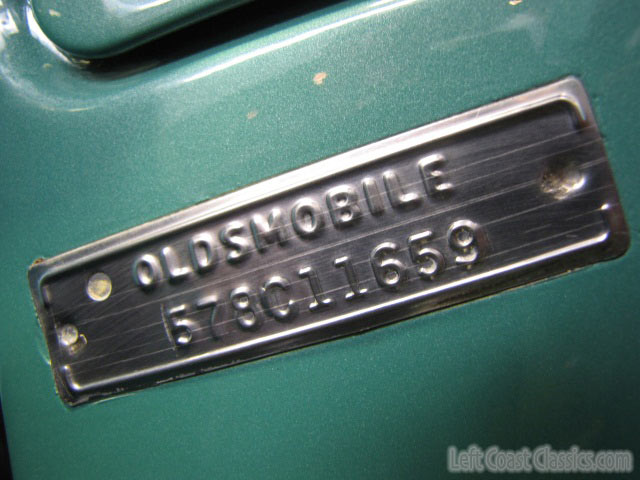 OLDSMOBILE
578C11659
Left Coast Classics.com